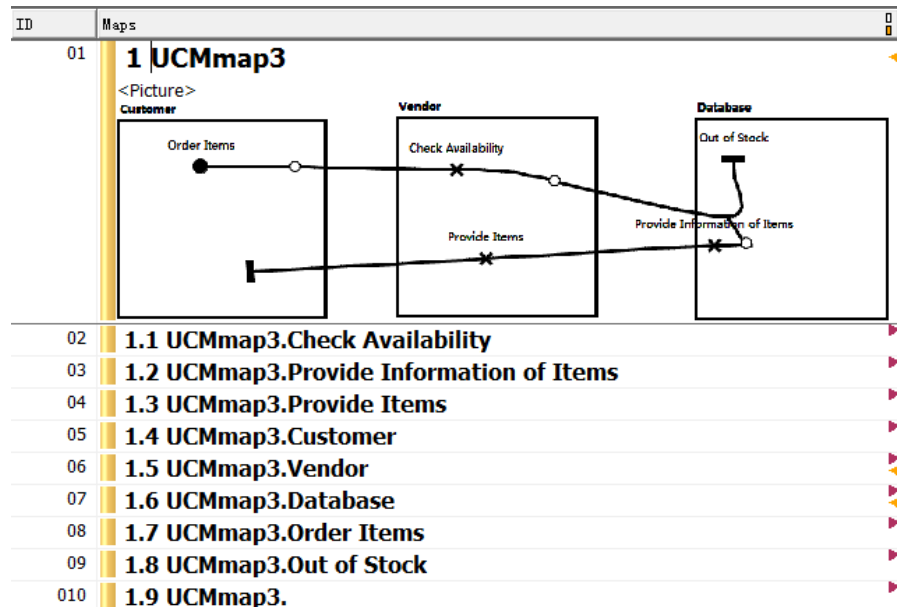 ID Maps
01 1 UCMmap3
<Picture>
Customer Vendor Database
Order Items Check Availability Out of Stock
Provide Items Provide Information of Items
02 1.1 UCMmap3.Check Availability
03 1.2 UCMmap3.Provide Information of Items
04 1.3 UCMmap3.Provide Items
05 1.4 UCMmap3.Customer
06 1.5 UCMmap3.Vendor
07 1.6 UCMmap3.Database
08 1.7 UCMmap3.Order Items
09 1.8 UCMmap3.Out of Stock
010 1.9 UCMmap3.